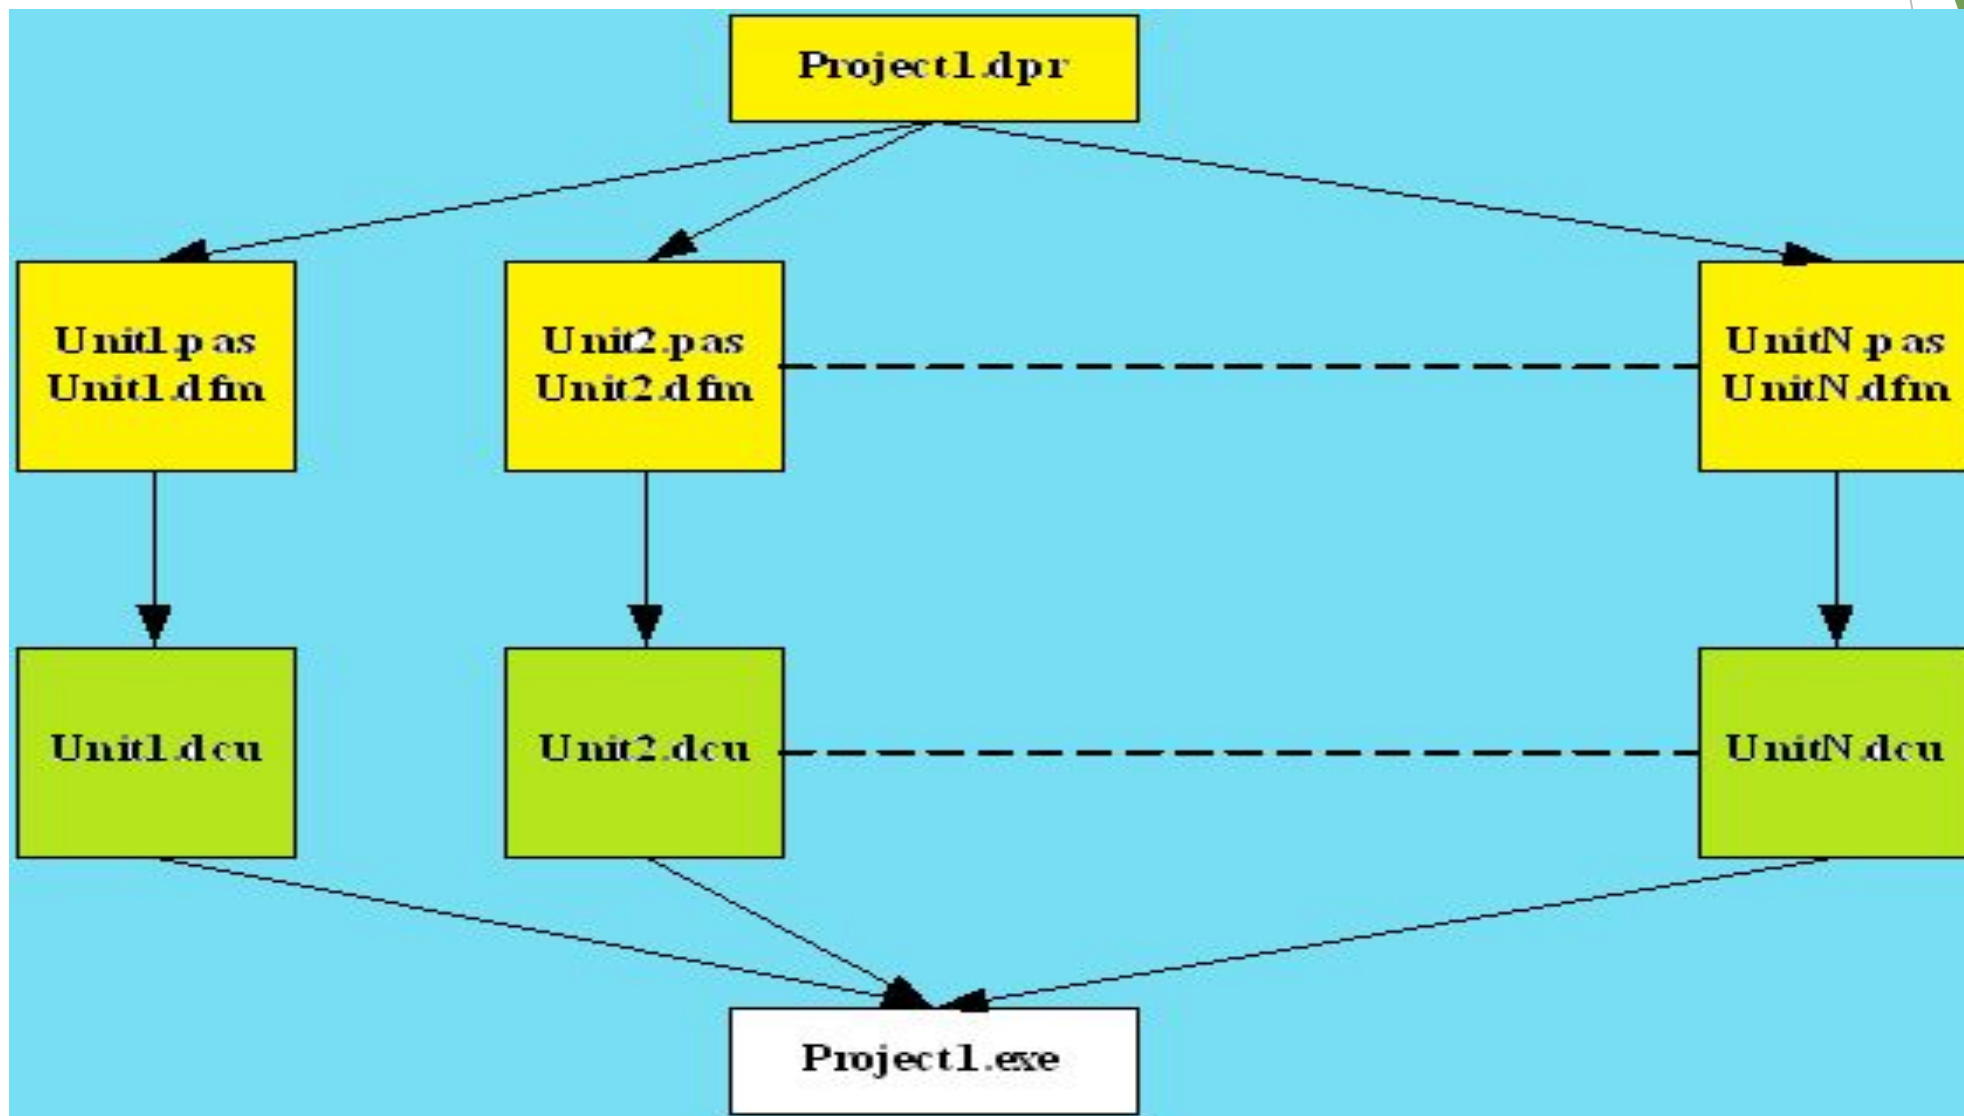 Project1.dpr
Unit1.pas
Unit1.dfm
Unit2.pas
Unit2.dfm
UnitN.pas
UnitN.dfm
Unit1.dcu
Unit2.dcu
UnitN.dcu
Project1.exe